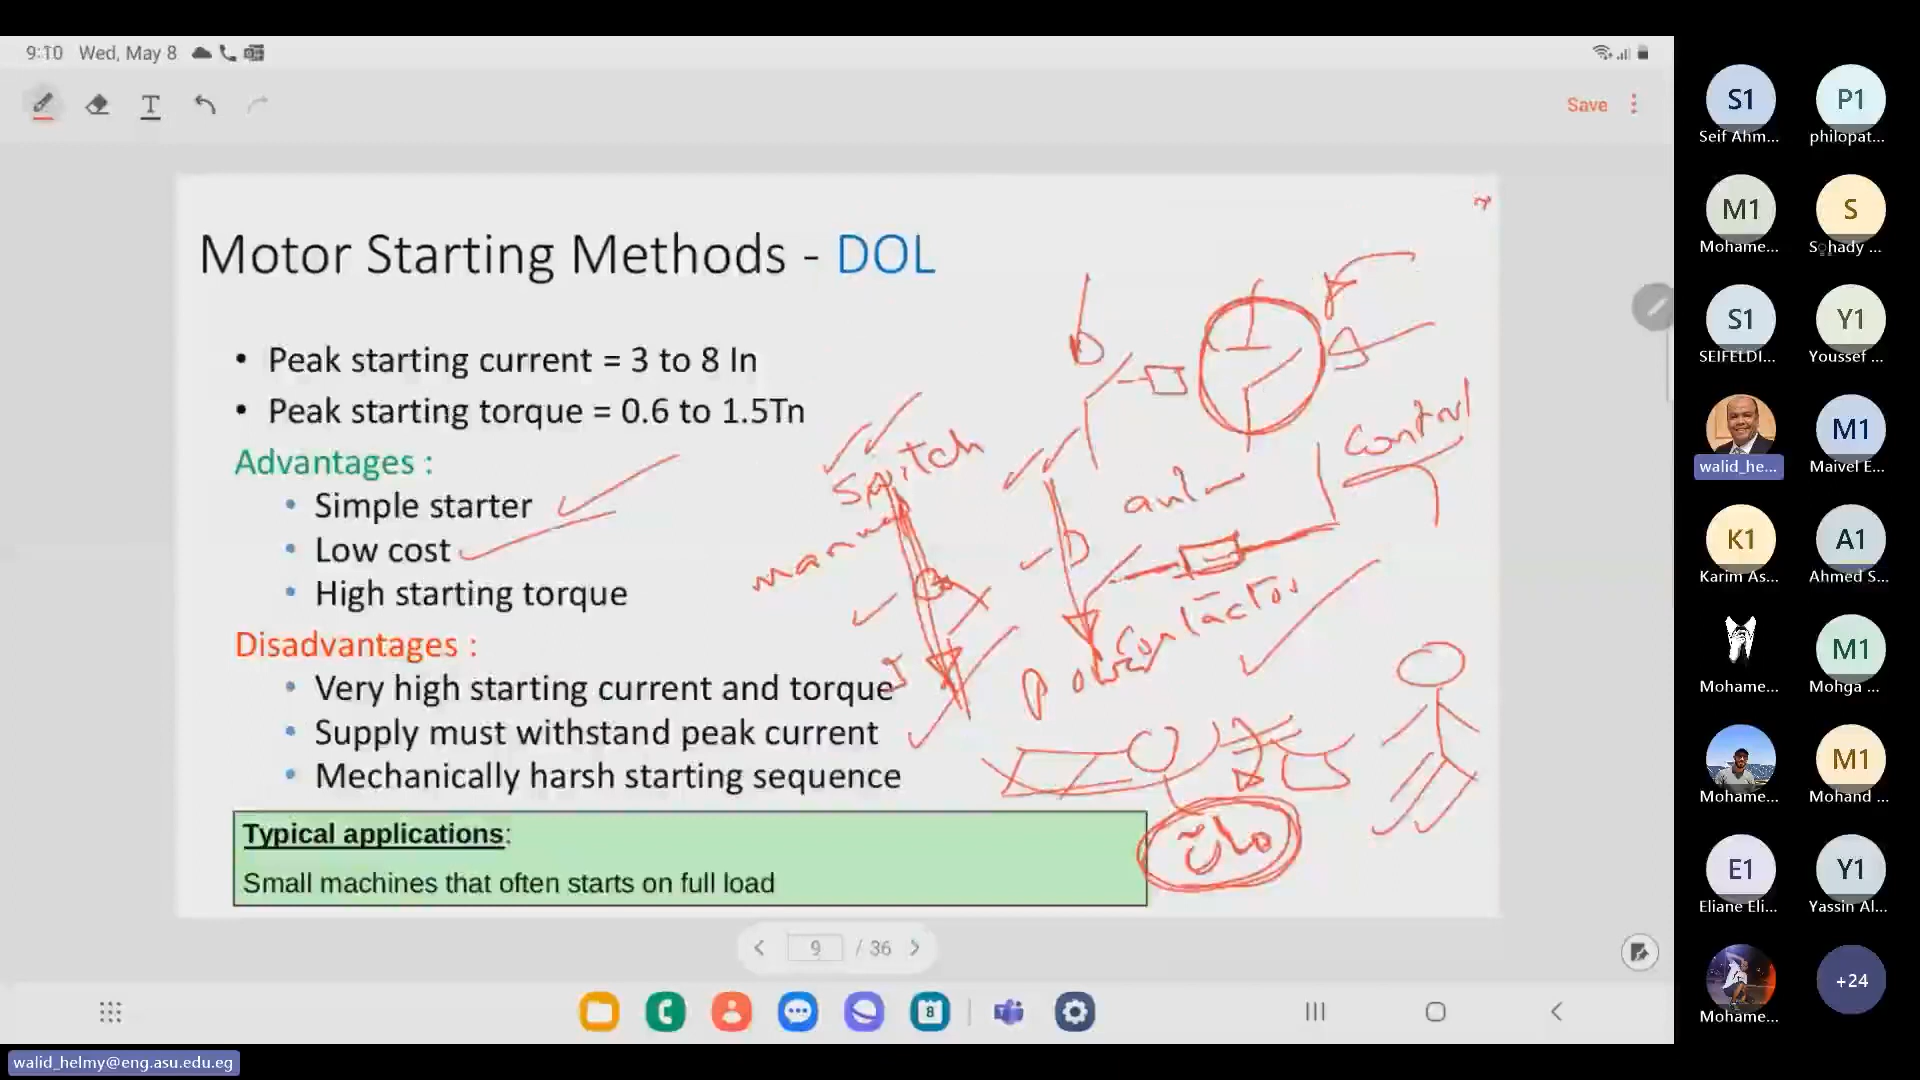 9:10 Wed, May 8
Save
Motor Starting Methods - DOL
• Peak starting current = 3 to 8 In
• Peak starting torque = 0.6 to 1.5Tn
Advantages :
• Simple starter
• Low cost
• High starting torque
Disadvantages :
• Very high starting current and torque
• Supply must withstand peak current
• Mechanically harsh starting sequence
Typical applications:
Small machines that often starts on full load
Switch
control
Contactor
Power
9 / 36
8
S1
Seif Ahm...
P1
philopat...
M1
Mohame...
S
S1
SEIFELDI...
Y1
Youssef ...
walid_he...
M1
Maivel E...
K1
Karim As...
A1
Ahmed S...
Mohame...
M1
Mohga ...
Mohame...
M1
Mohand ...
E1
Eliane Eli...
Y1
Yassin Al...
Mohame...
+24
walid_helmy@eng.asu.edu.eg